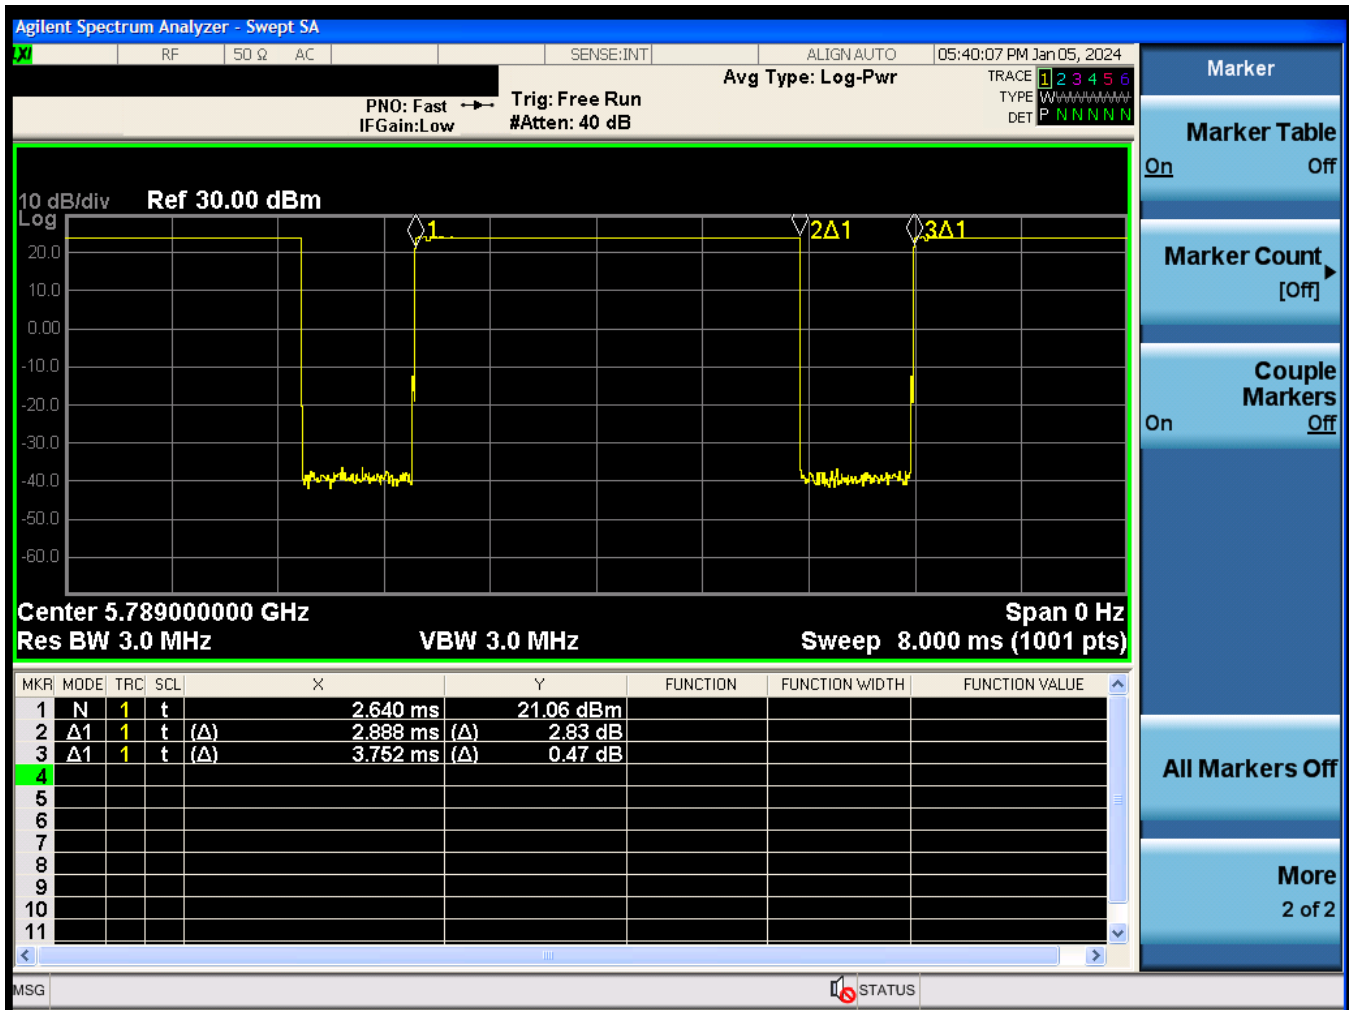 Agilent Spectrum Analyzer - Swept SA
LXI RF 50 Ω AC SENSE:INT ALIGN AUTO 05:40:07 PM Jan 05, 2024
PNO: Fast
IFGain:Low
Trig: Free Run
#Atten: 40 dB
Avg Type: Log-Pwr
TRACE 1 2 3 4 5 6
TYPE WWWWWW
DET P N N N N N
10 dB/div Ref 30.00 dBm
Log
1
2Δ1
3Δ1
20.0
10.0
0.00
-10.0
-20.0
-30.0
-40.0
-50.0
-60.0
Center 5.789000000 GHz Span 0 Hz
Res BW 3.0 MHz VBW 3.0 MHz Sweep 8.000 ms (1001 pts)
MKR MODE TRC SCL X Y FUNCTION FUNCTION WIDTH FUNCTION VALUE
1 N 1 t 2.640 ms 21.06 dBm
2 Δ1 1 t (Δ) 2.888 ms (Δ) 2.83 dB
3 Δ1 1 t (Δ) 3.752 ms (Δ) 0.47 dB
4
5
6
7
8
9
10
11
MSG STATUS
Marker
Marker Table
On Off
Marker Count
[Off]
Couple
Markers
On Off
All Markers Off
More
2 of 2